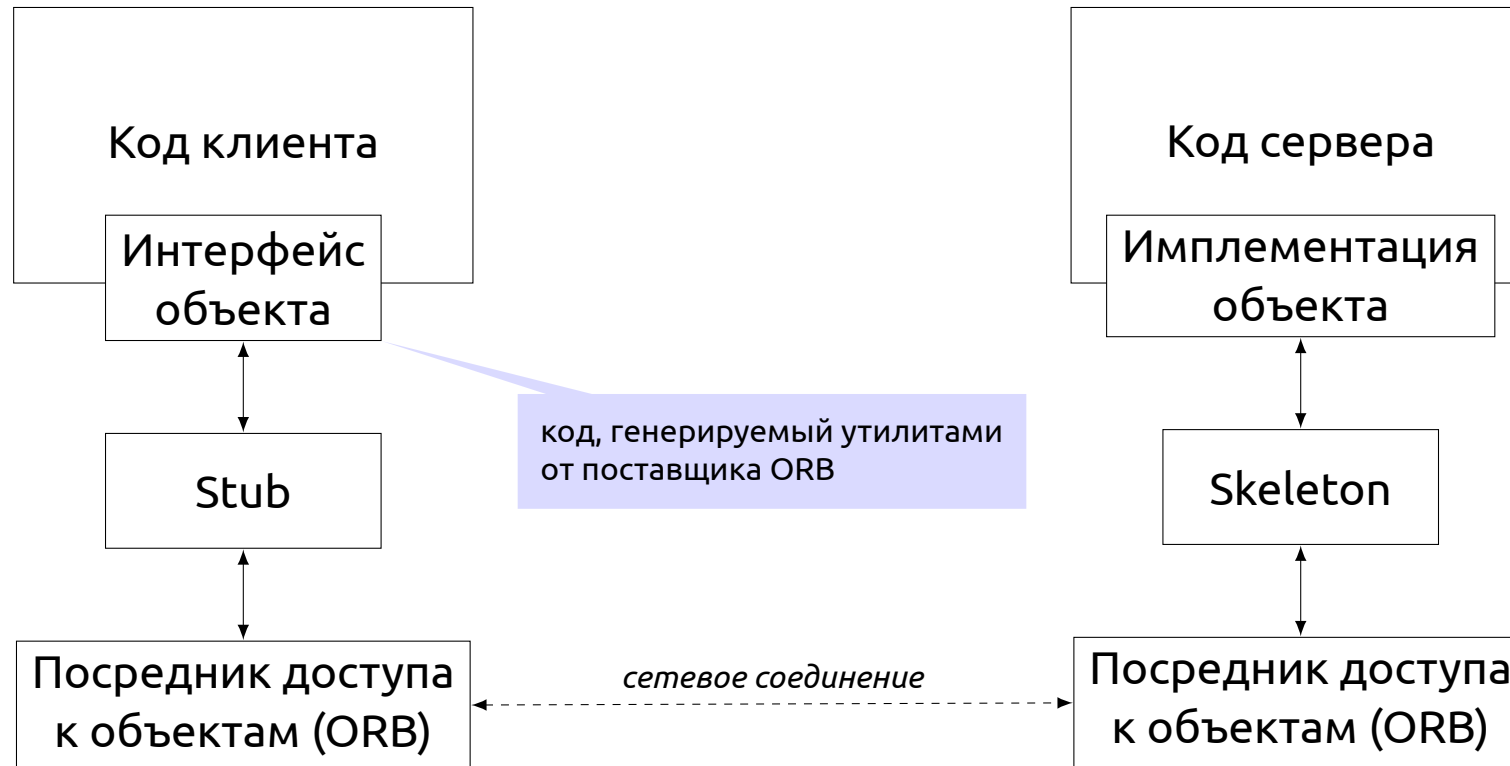 Код клиента
Интерфейс
объекта
Stub
Посредник доступа
к объектам (ORB)
код, генерируемый утилитами
от поставщика ORB
сетевое соединение
Код сервера
Имплементация
объекта
Skeleton
Посредник доступа
к объектам (ORB)